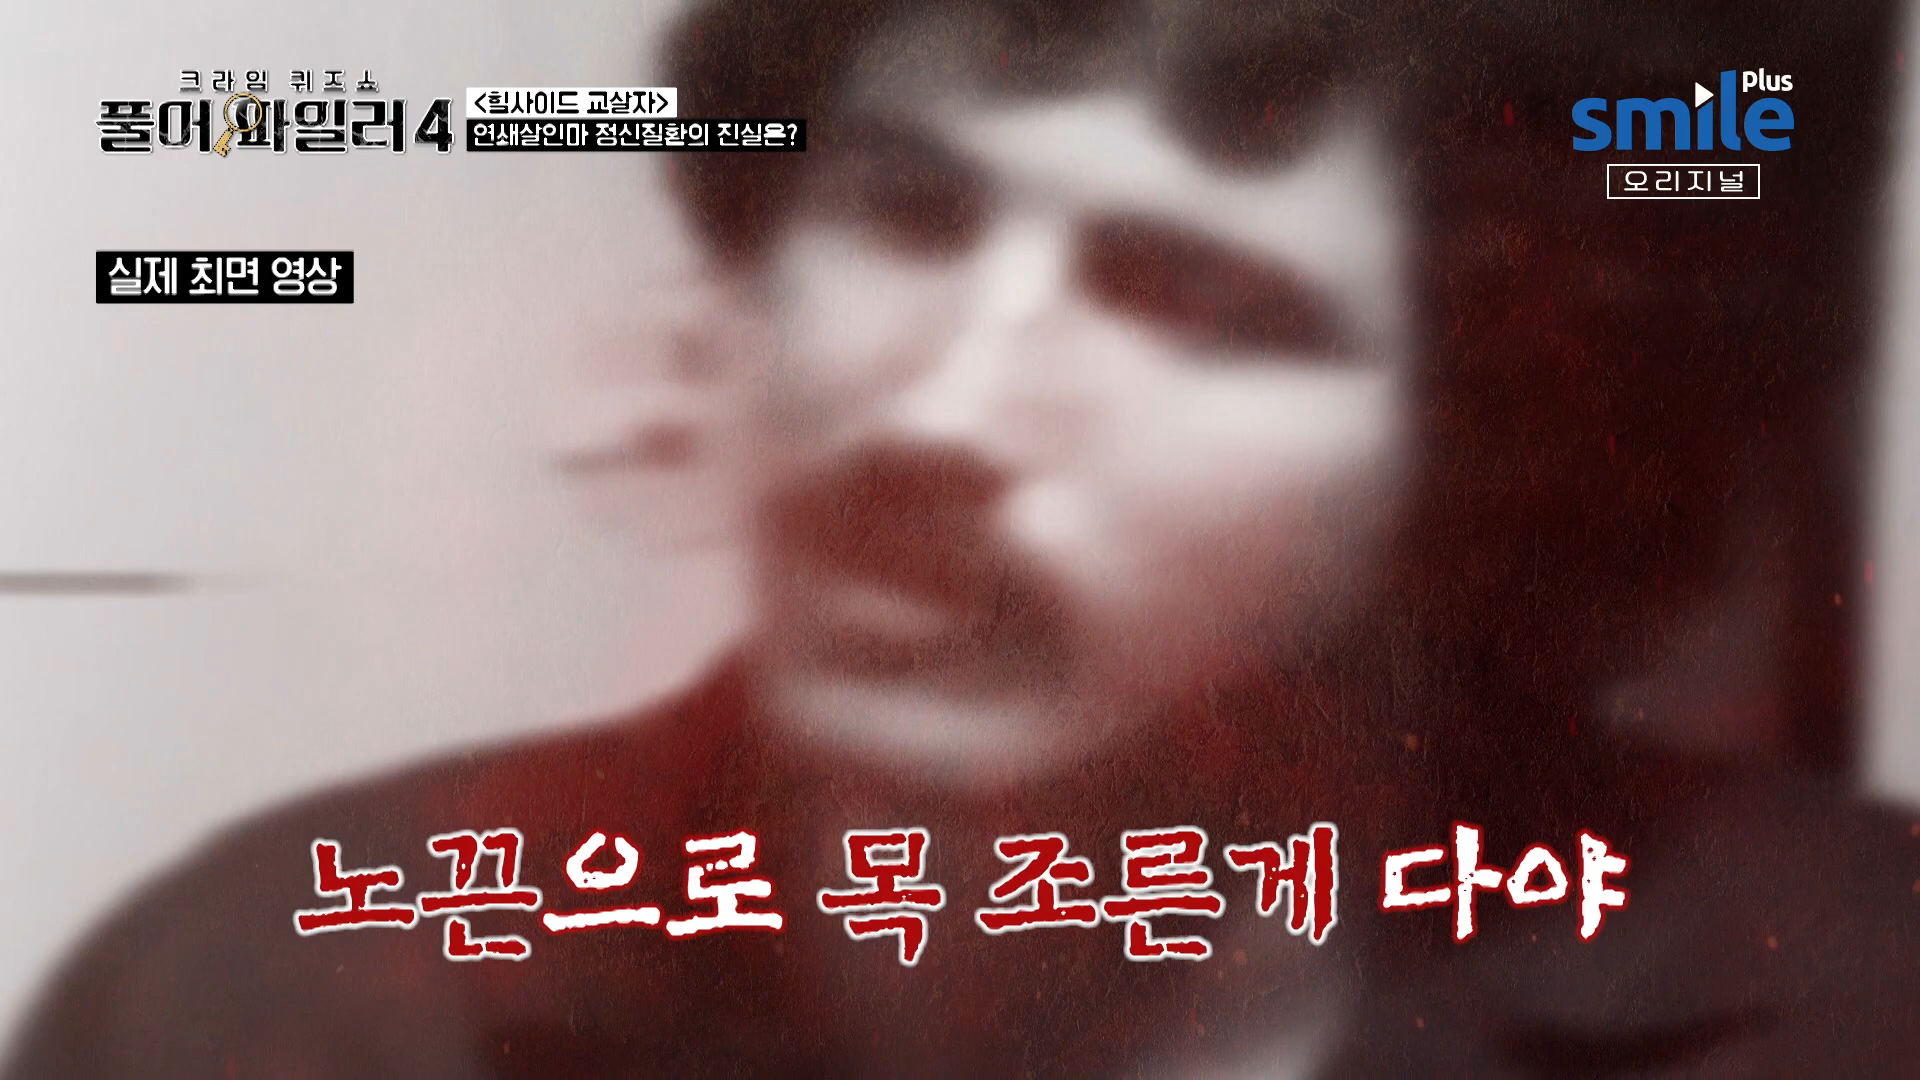 크라임 퀴즈쇼
풀어파일러4
<힐사이드 교살자>
연쇄살인마 정신질환의 진실은?
smile Plus
오리지널
실제 최면 영상
노끈으로 목 조른게 다야